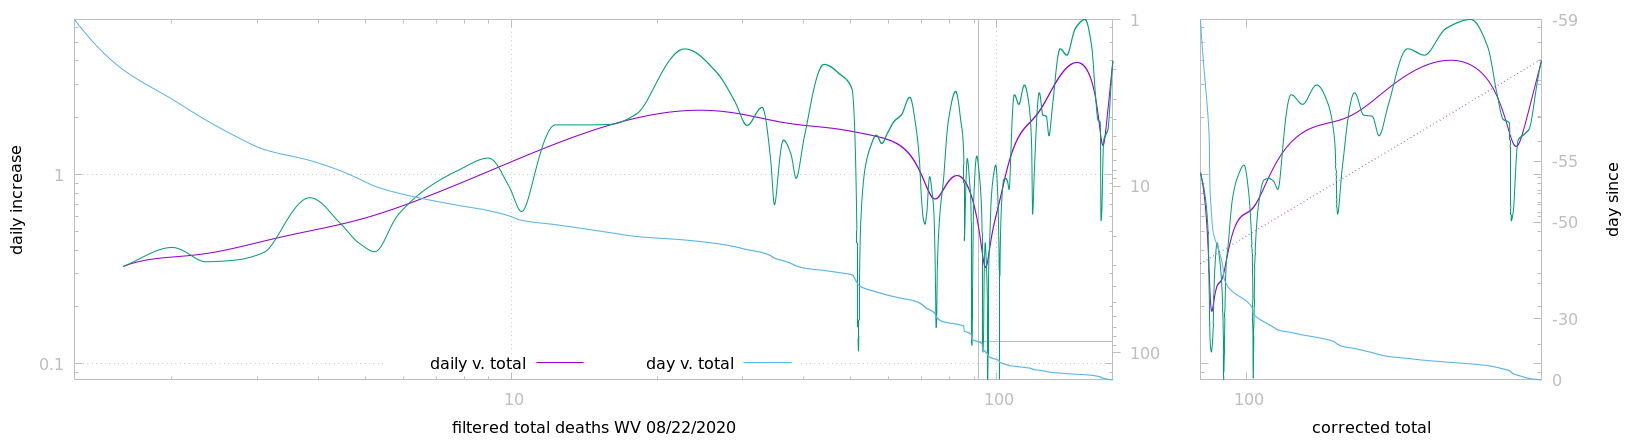 1
-59
daily increase
1
-55
10
-50
day since
-30
0.1
daily v. total
day v. total
100
0
10
100
100
filtered total deaths WV 08/22/2020
corrected total